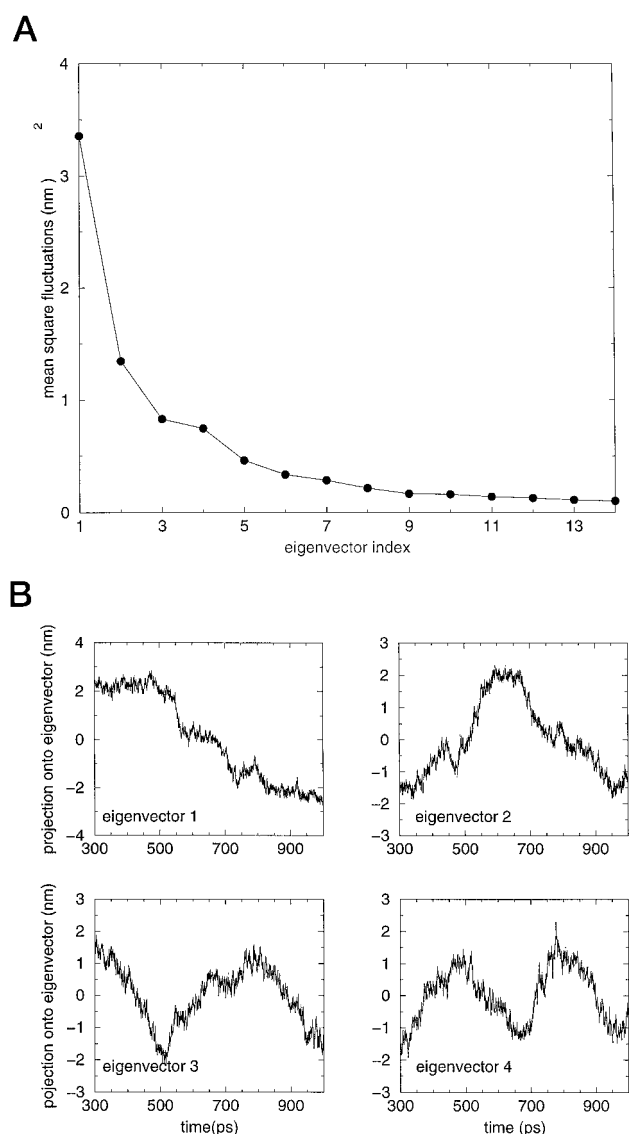 A
4
3
2
1
0
mean square fluctuations (nm 2)
1 3 5 7 9 11 13
eigenvector index
B
projection onto eigenvector (nm)
4
2
0
−2
−4
eigenvector 1
300 500 700 900
3
2
1
0
−1
−2
−3
eigenvector 2
300 500 700 900
pojection onto eigenvector (nm)
3
2
1
0
−1
−2
−3
eigenvector 3
300 500 700 900
time(ps)
3
2
1
0
−1
−2
−3
eigenvector 4
300 500 700 900
time (ps)